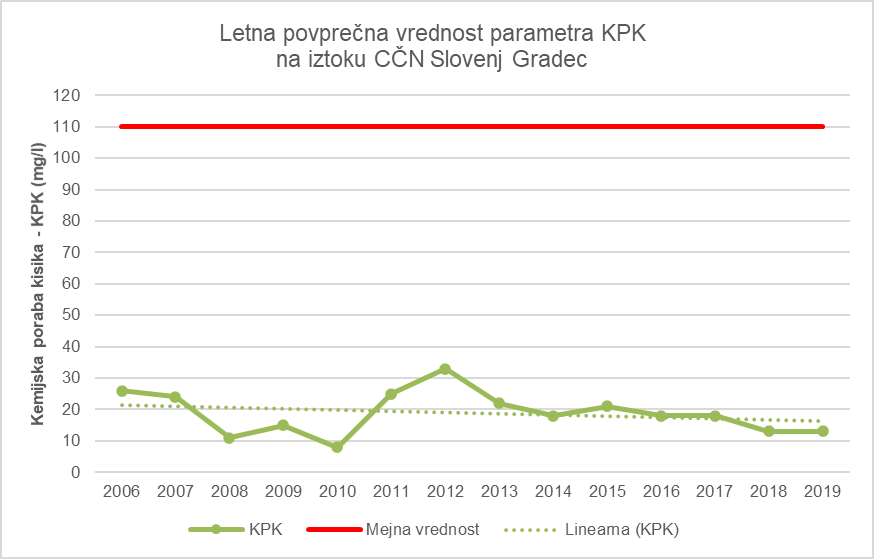 Letna povprečna vrednost parametra KPK
na iztoku CČN Slovenj Gradec
Kemijska poraba kisika - KPK (mg/l)
120
110
100
90
80
70
60
50
40
30
20
10
0
2006 2007 2008 2009 2010 2011 2012 2013 2014 2015 2016 2017 2018 2019
KPK Mejna vrednost Linearna (KPK)